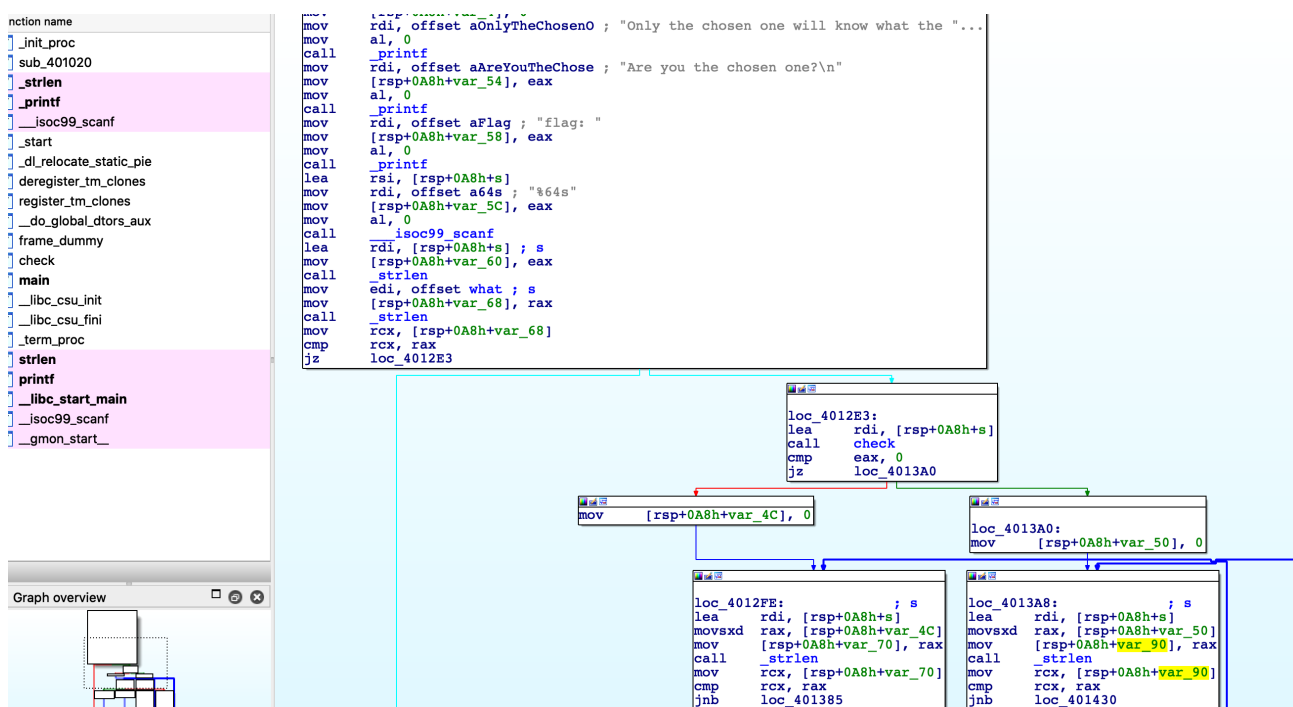 nction name
_init_proc
sub_401020
_strlen
_printf
___isoc99_scanf
_start
_dl_relocate_static_pie
deregister_tm_clones
register_tm_clones
__do_global_dtors_aux
frame_dummy
check
main
__libc_csu_init
__libc_csu_fini
_term_proc
strlen
printf
__libc_start_main
__isoc99_scanf
__gmon_start__
Graph overview
mov [rsp+0A8h+var_4], 0
mov rdi, offset aOnlyTheChosenO ; "Only the chosen one will know what the "...
mov al, 0
call _printf
mov rdi, offset aAreYouTheChose ; "Are you the chosen one?\n"
mov [rsp+0A8h+var_54], eax
mov al, 0
call _printf
mov rdi, offset aFlag ; "flag: "
mov [rsp+0A8h+var_58], eax
mov al, 0
call _printf
lea rsi, [rsp+0A8h+s]
mov rdi, offset a64s ; "%64s"
mov [rsp+0A8h+var_5C], eax
mov al, 0
call ___isoc99_scanf
lea rdi, [rsp+0A8h+s] ; s
mov [rsp+0A8h+var_60], eax
call _strlen
mov edi, offset what ; s
mov [rsp+0A8h+var_68], rax
call _strlen
mov rcx, [rsp+0A8h+var_68]
cmp rcx, rax
jz loc_4012E3
loc_4012E3:
lea rdi, [rsp+0A8h+s]
call check
cmp eax, 0
jz loc_4013A0
mov [rsp+0A8h+var_4C], 0
loc_4013A0:
mov [rsp+0A8h+var_50], 0
loc_4012FE: ; s
lea rdi, [rsp+0A8h+s]
movsxd rax, [rsp+0A8h+var_4C]
mov [rsp+0A8h+var_70], rax
call _strlen
mov rcx, [rsp+0A8h+var_70]
cmp rcx, rax
jnb loc_401385
loc_4013A8: ; s
lea rdi, [rsp+0A8h+s]
movsxd rax, [rsp+0A8h+var_50]
mov [rsp+0A8h+var_90], rax
call _strlen
mov rcx, [rsp+0A8h+var_90]
cmp rcx, rax
jnb loc_401430